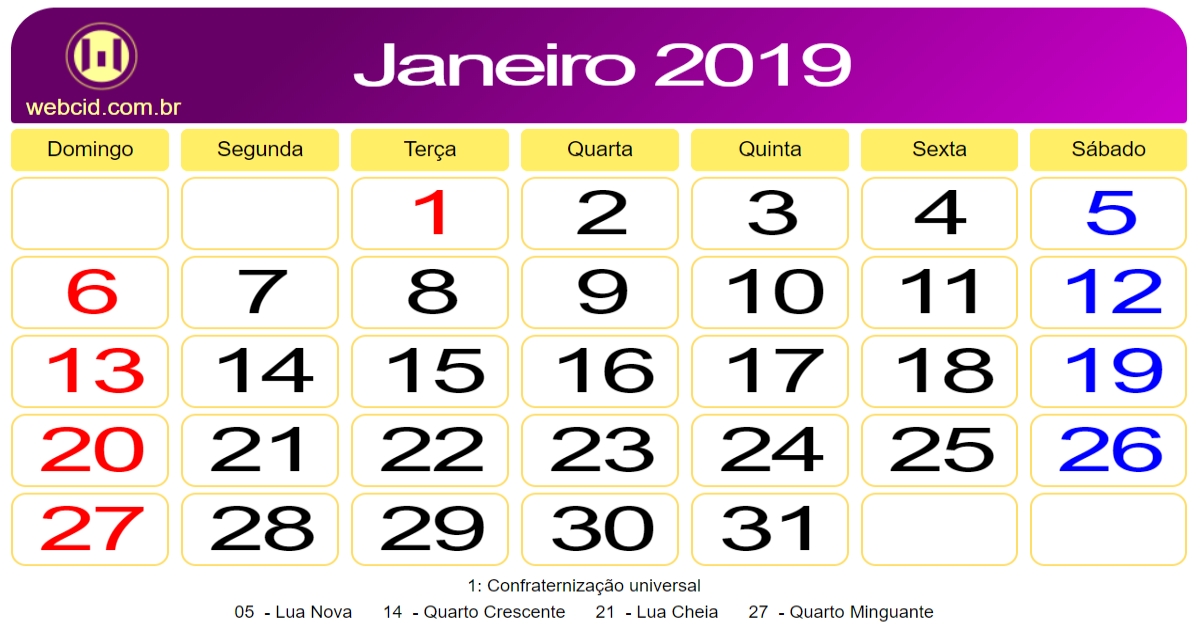 Janeiro 2019
webcid.com.br
Domingo Segunda Terça Quarta Quinta Sexta Sábado
1 2 3 4 5
6 7 8 9 10 11 12
13 14 15 16 17 18 19
20 21 22 23 24 25 26
27 28 29 30 31
1: Confraternização universal
05 - Lua Nova 14 - Quarto Crescente 21 - Lua Cheia 27 - Quarto Minguante